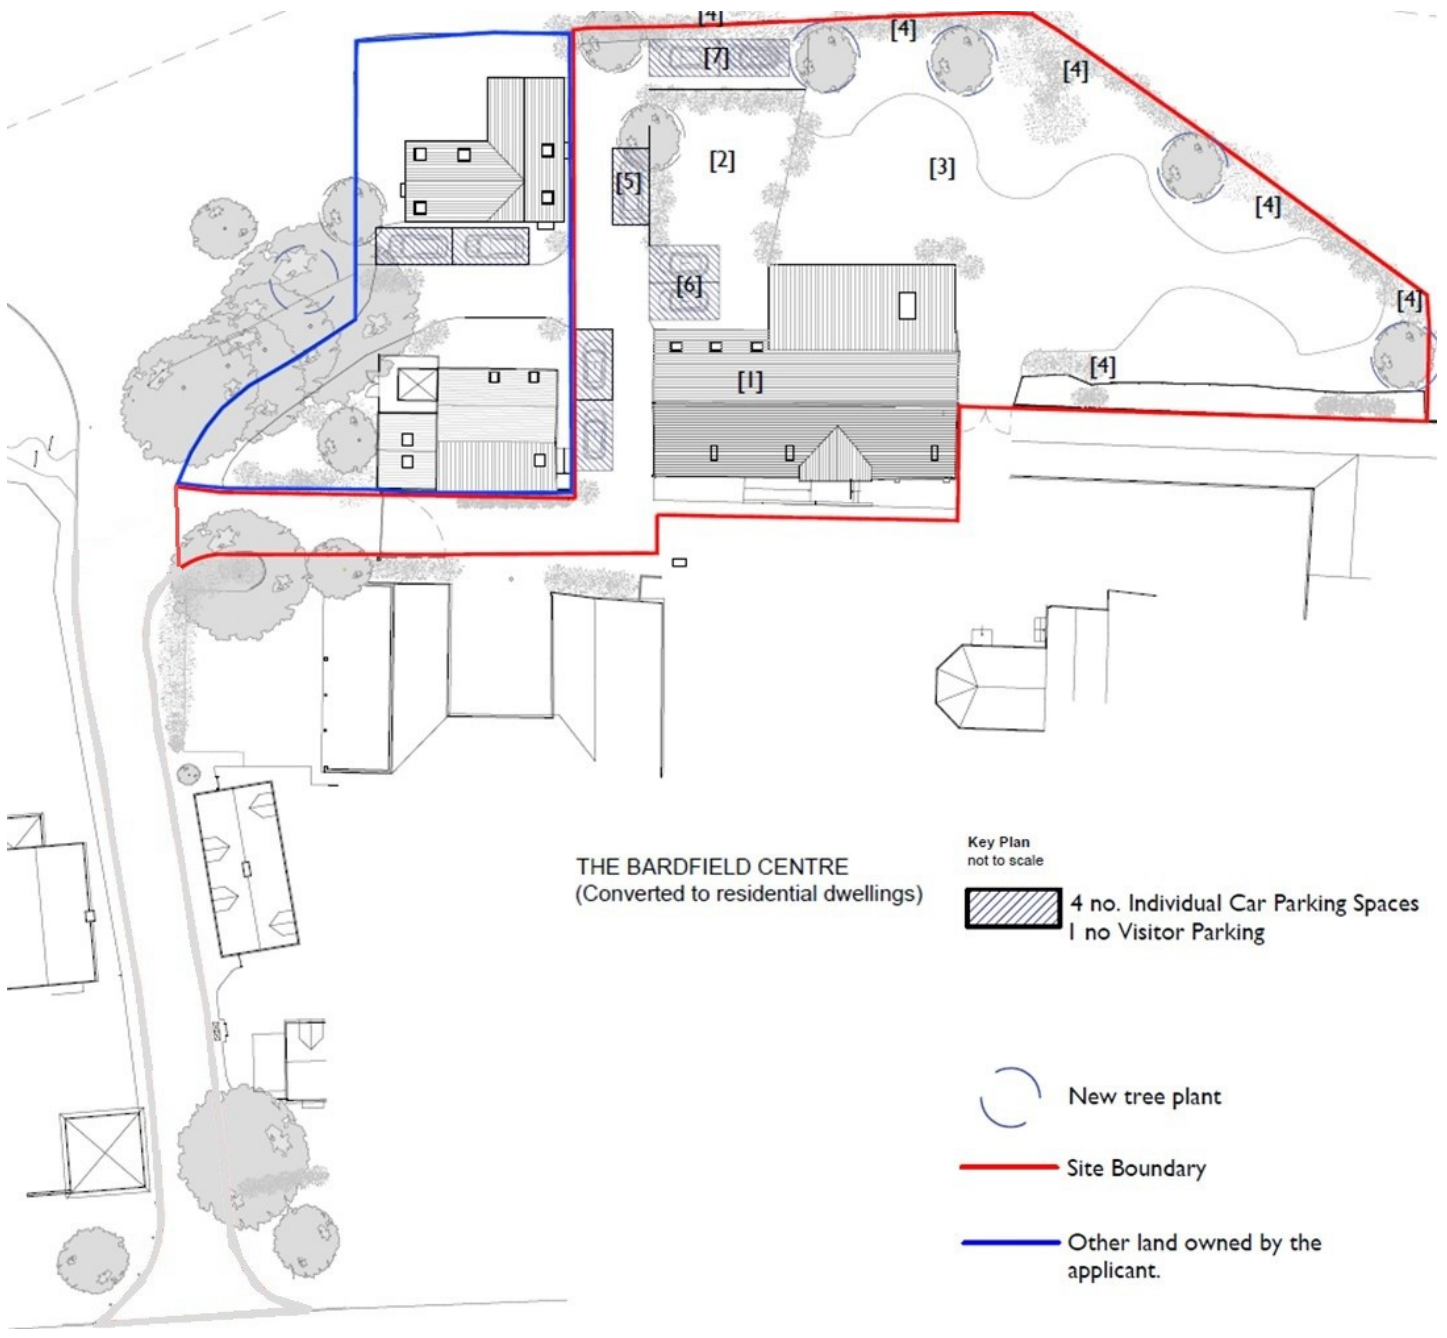 [4]
[7]
[4]
[4]
[5]
[2]
[3]
[4]
[6]
[4]
[1]
[4]
THE BARDFIELD CENTRE
(Converted to residential dwellings)
Key Plan
not to scale
4 no. Individual Car Parking Spaces
1 no Visitor Parking
New tree plant
Site Boundary
Other land owned by the
applicant.